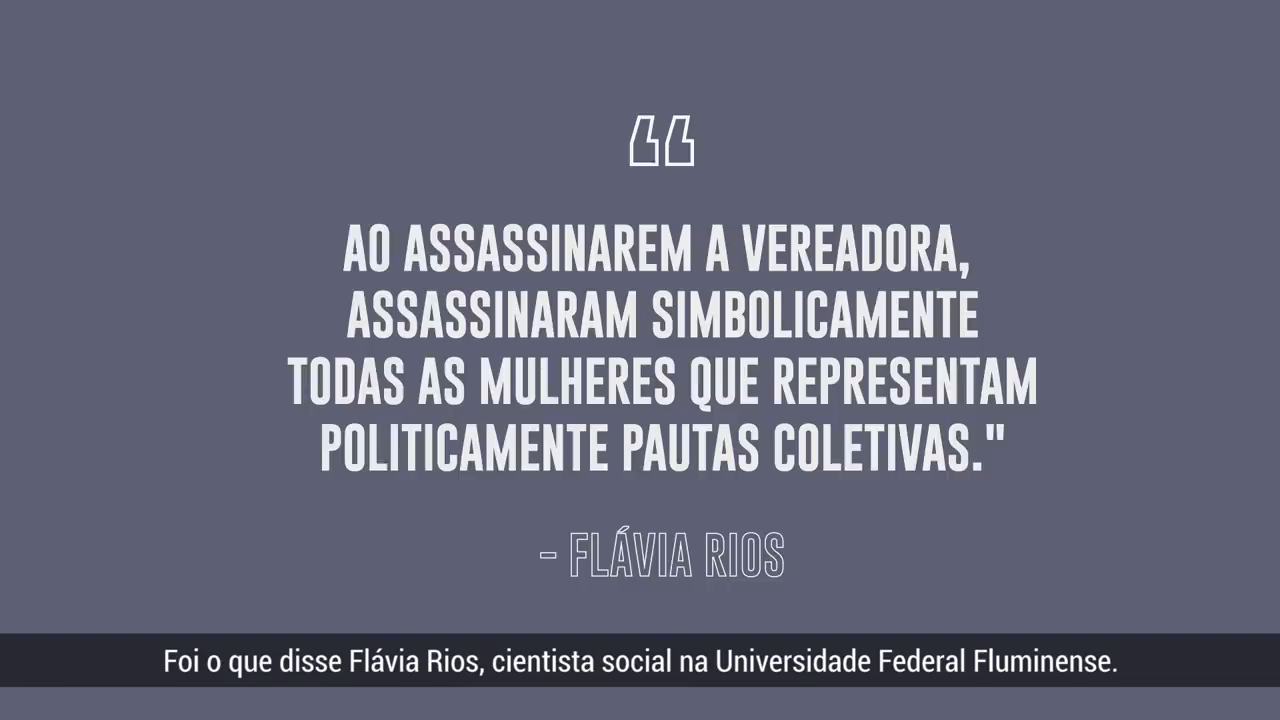 “
AO ASSASSINAREM A VEREADORA,
ASSASSINARAM SIMBOLICAMENTE
TODAS AS MULHERES QUE REPRESENTAM
POLITICAMENTE PAUTAS COLETIVAS."
- FLÁVIA RIOS
Foi o que disse Flávia Rios, cientista social na Universidade Federal Fluminense.